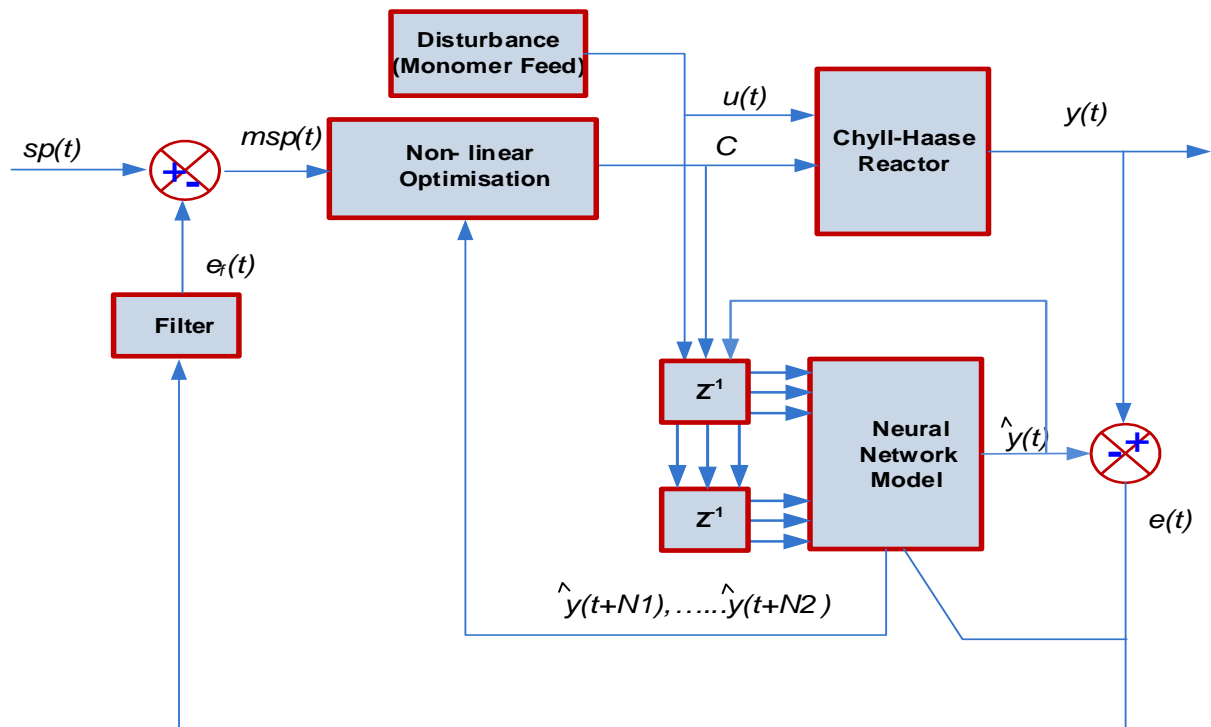 Disturbance
(Monomer Feed)
u(t)
y(t)
sp(t)
msp(t)
Non- linear
Optimisation
C
Chyll-Haase
Reactor
+
-
e_f(t)
Filter
Z⁻¹
Neural
Network
Model
ŷ(t)
-
+
Z⁻¹
e(t)
ŷ(t+N1), .....ŷ(t+N2)